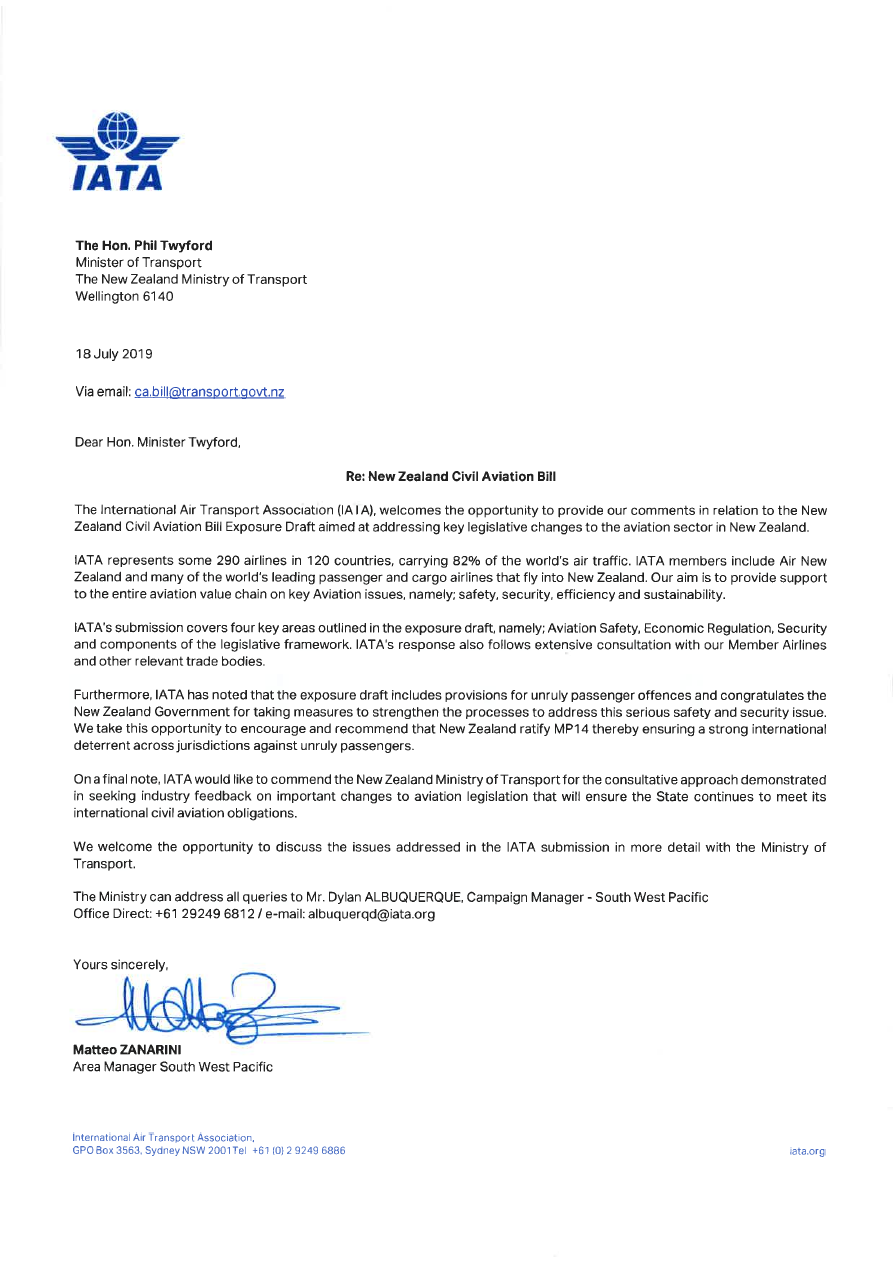 IATA
The Hon. Phil Twyford
Minister of Transport
The New Zealand Ministry of Transport
Wellington 6140
18 July 2019
Via email: ca.bill@transport.govt.nz
Dear Hon. Minister Twyford,
Re: New Zealand Civil Aviation Bill
The International Air Transport Association (IATA), welcomes the opportunity to provide our comments in relation to the New
Zealand Civil Aviation Bill Exposure Draft aimed at addressing key legislative changes to the aviation sector in New Zealand.
IATA represents some 290 airlines in 120 countries, carrying 82% of the world's air traffic. IATA members include Air New
Zealand and many of the world's leading passenger and cargo airlines that fly into New Zealand. Our aim is to provide support
to the entire aviation value chain on key Aviation issues, namely; safety, security, efficiency and sustainability.
IATA's submission covers four key areas outlined in the exposure draft, namely; Aviation Safety, Economic Regulation, Security
and components of the legislative framework. IATA's response also follows extensive consultation with our Member Airlines
and other relevant trade bodies.
Furthermore, IATA has noted that the exposure draft includes provisions for unruly passenger offences and congratulates the
New Zealand Government for taking measures to strengthen the processes to address this serious safety and security issue.
We take this opportunity to encourage and recommend that New Zealand ratify MP14 thereby ensuring a strong international
deterrent across jurisdictions against unruly passengers.
On a final note, IATA would like to commend the New Zealand Ministry of Transport for the consultative approach demonstrated
in seeking industry feedback on important changes to aviation legislation that will ensure the State continues to meet its
international civil aviation obligations.
We welcome the opportunity to discuss the issues addressed in the IATA submission in more detail with the Ministry of
Transport.
The Ministry can address all queries to Mr. Dylan ALBUQUERQUE, Campaign Manager - South West Pacific
Office Direct: +61 29249 6812 / e-mail: albuquerqd@iata.org
Yours sincerely,
Matteo ZANARINI
Area Manager South West Pacific
International Air Transport Association,
GPO Box 3563, Sydney NSW 2001Tel +61 (0) 2 9249 6886
iata.org